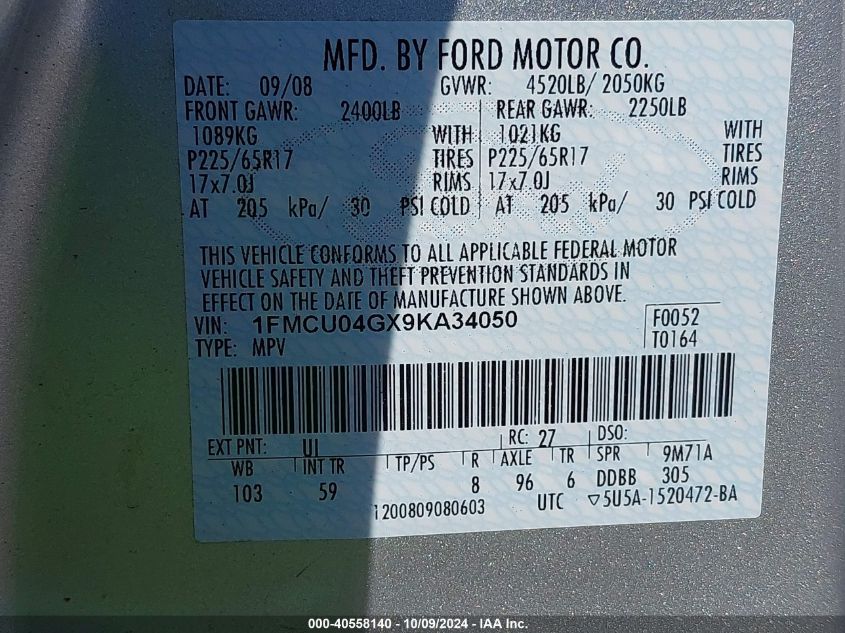 MFD. BY FORD MOTOR CO.
DATE: 09/08 GVWR: 4520LB/ 2050KG
FRONT GAWR: 2400LB REAR GAWR: 2250LB
1089KG WITH 1021KG WITH
P225/65R17 TIRES P225/65R17 TIRES
17x7.0J RIMS 17x7.0J RIMS
AT 205 kPa/ 30 PSI COLD AT 205 kPa/ 30 PSI COLD
THIS VEHICLE CONFORMS TO ALL APPLICABLE FEDERAL MOTOR
VEHICLE SAFETY AND THEFT PREVENTION STANDARDS IN
EFFECT ON THE DATE OF MANUFACTURE SHOWN ABOVE.
VIN: 1FMCU04GX9KA34050 F0052
TYPE: MPV T0164
EXT PNT: UI RC: 27 DSO:
WB INT TR TP/PS R AXLE TR SPR 9M71A
103 59 8 96 6 DDBB 305
1200809080603 UTC ▽5U5A-1520472-BA
000-40558140 - 10/09/2024 - IAA Inc.